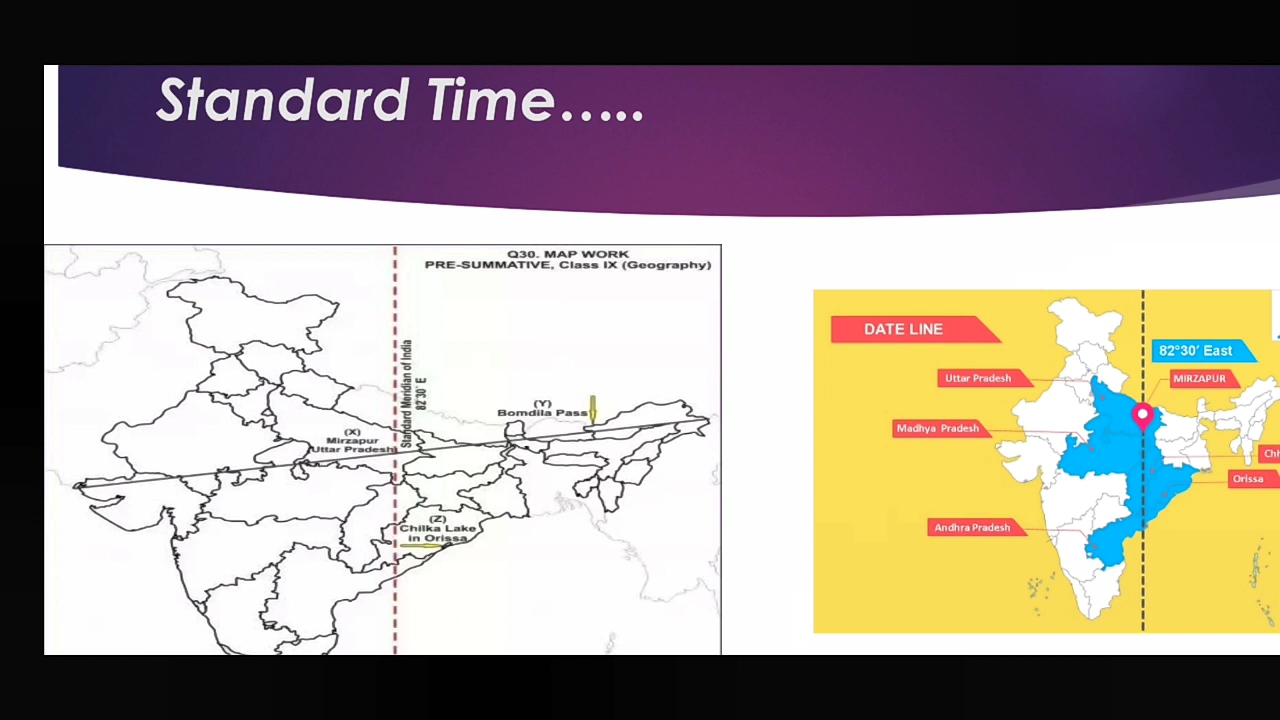 Standard Time…..
Q30. MAP WORK
PRE-SUMMATIVE, Class IX (Geography)
Standard Meridian of India
82°30' E
(Y)
Bomdila Pass
(X)
Mirzapur
Uttar Pradesh
(Z)
Chilka Lake
in Orissa
DATE LINE
82°30′ East
Uttar Pradesh
MIRZAPUR
Madhya Pradesh
Orissa
Andhra Pradesh